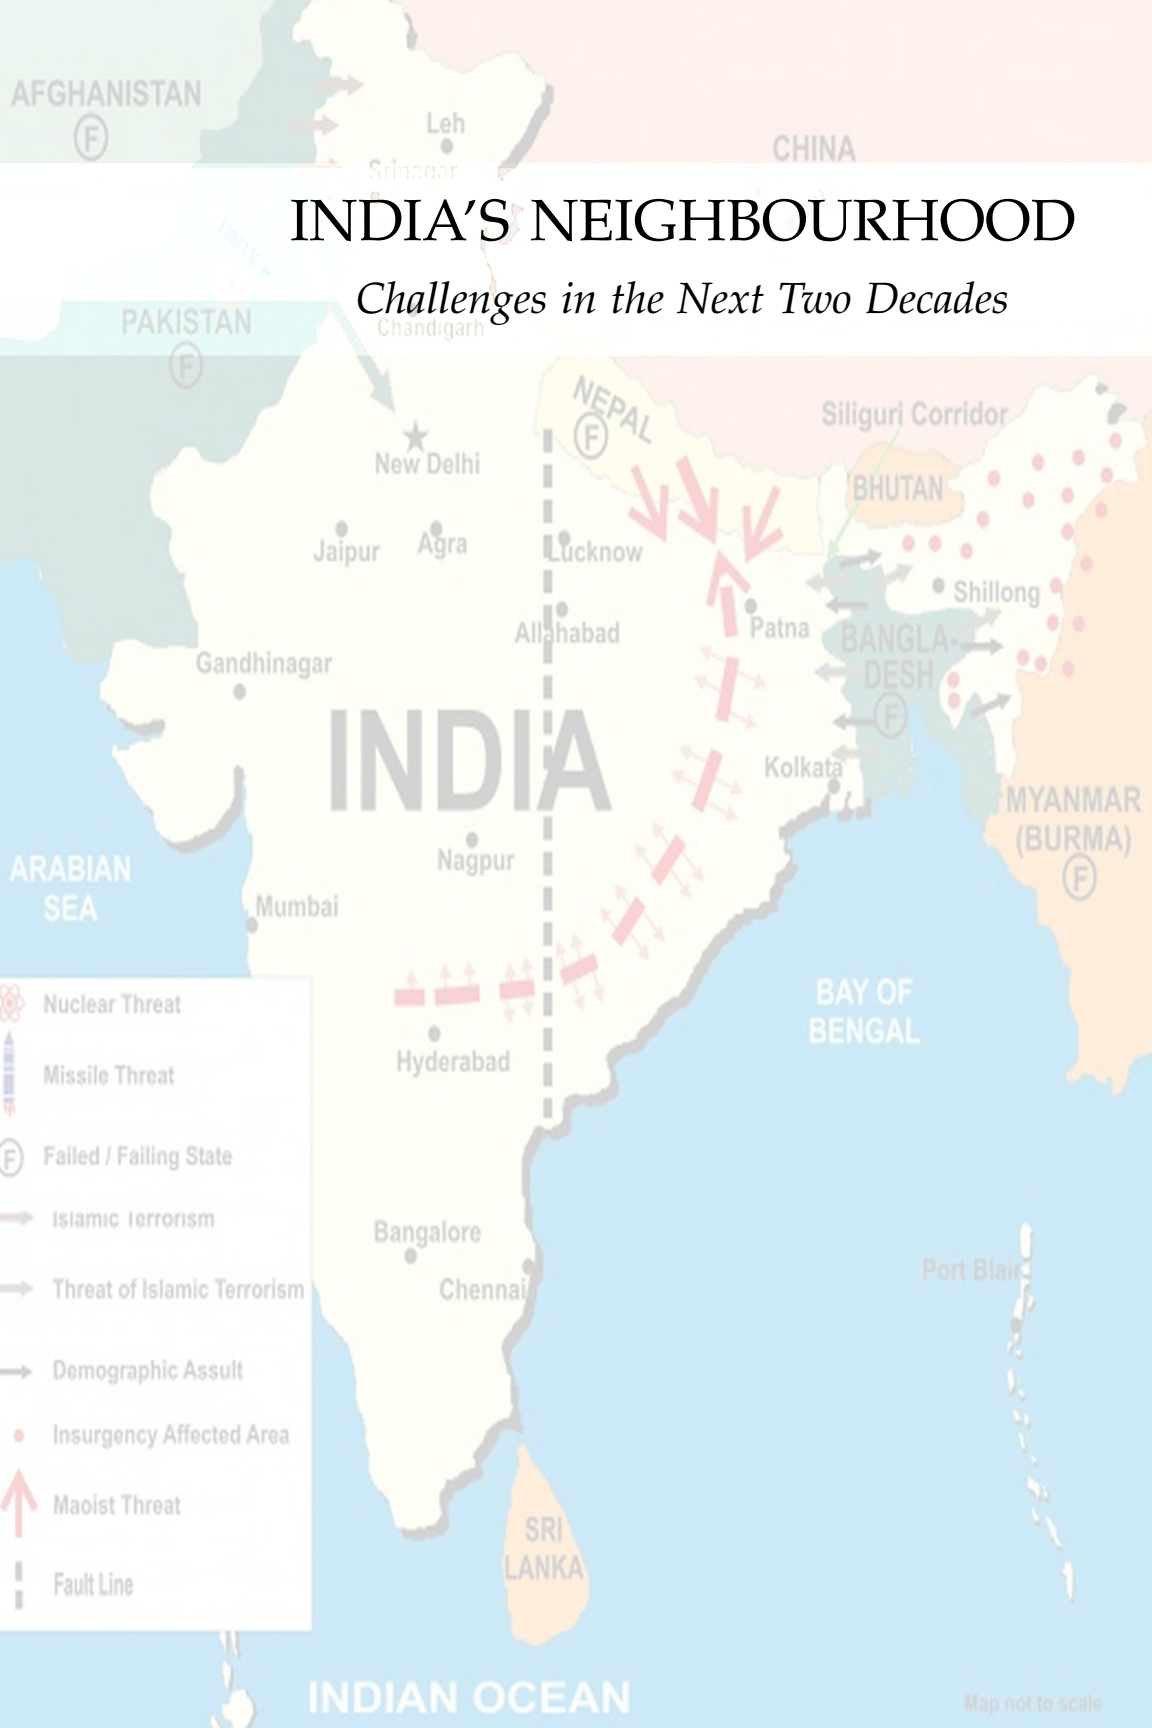 AFGHANISTAN
F
Leh
CHINA
Srinagar
INDIA’S NEIGHBOURHOOD
Challenges in the Next Two Decades
PAKISTAN
F
Chandigarh
NEPAL
F
Siliguri Corridor
BHUTAN
New Delhi
Jaipur
Agra
Lucknow
Shillong
Allahabad
Patna
BANGLA-
DESH
F
Gandhinagar
INDIA
Kolkata
MYANMAR
(BURMA)
F
Nagpur
ARABIAN
SEA
Mumbai
BAY OF
BENGAL
Hyderabad
Nuclear Threat
Missile Threat
F
Failed / Failing State
Islamic Terrorism
Threat of Islamic Terrorism
Demographic Assult
Insurgency Affected Area
Maoist Threat
Fault Line
Bangalore
Chennai
Port Blair
SRI
LANKA
INDIAN OCEAN
Map not to scale